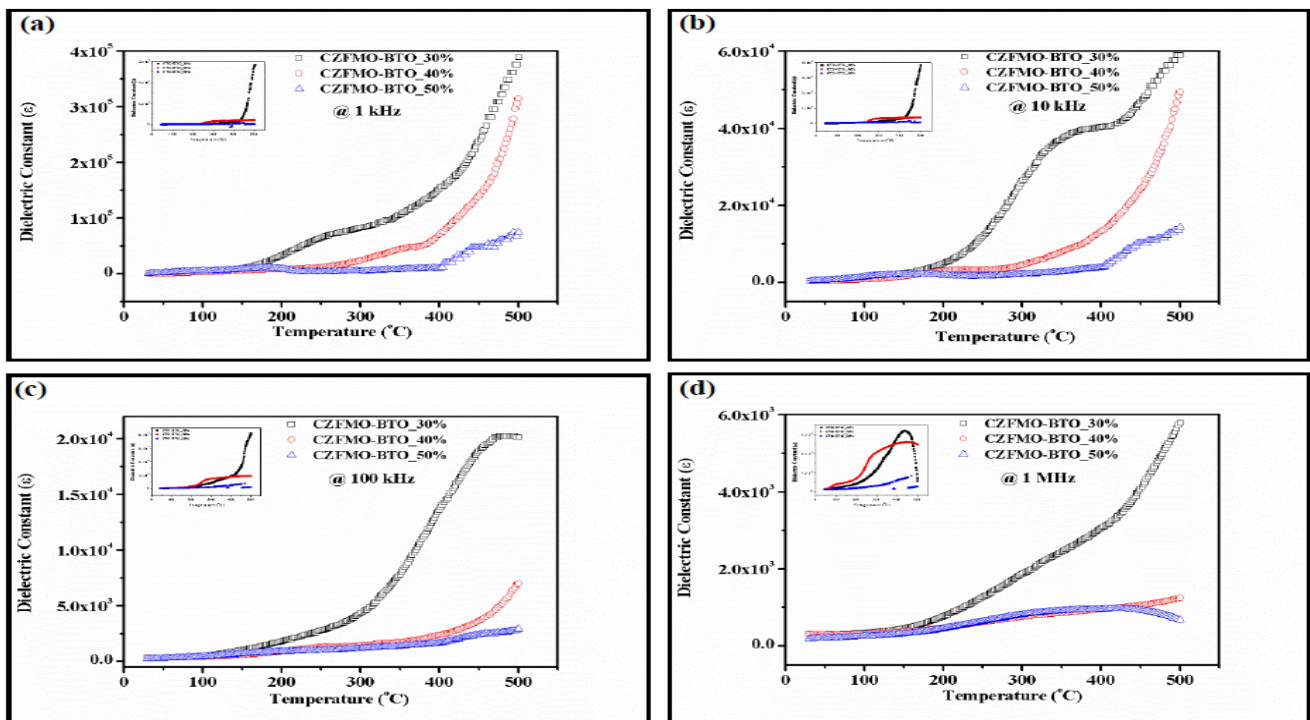 (a)
4x10⁵
3x10⁵
2x10⁵
1x10⁵
0
Dielectric Constant (ε)
CZFMO-BTO_30%
CZFMO-BTO_40%
CZFMO-BTO_50%
@ 1 kHz
0 100 200 300 400 500
Temperature (°C)
(b)
6.0x10⁴
4.0x10⁴
2.0x10⁴
0.0
Dielectric Constant (ε)
CZFMO-BTO_30%
CZFMO-BTO_40%
CZFMO-BTO_50%
@ 10 kHz
0 100 200 300 400 500
Temperature (°C)
(c)
2.0x10⁴
1.5x10⁴
1.0x10⁴
5.0x10³
0.0
Dielectric Constant (ε)
CZFMO-BTO_30%
CZFMO-BTO_40%
CZFMO-BTO_50%
@ 100 kHz
0 100 200 300 400 500
Temperature (°C)
(d)
6.0x10³
4.0x10³
2.0x10³
0.0
Dielectric Constant (ε)
CZFMO-BTO_30%
CZFMO-BTO_40%
CZFMO-BTO_50%
@ 1 MHz
0 100 200 300 400 500
Temperature (°C)